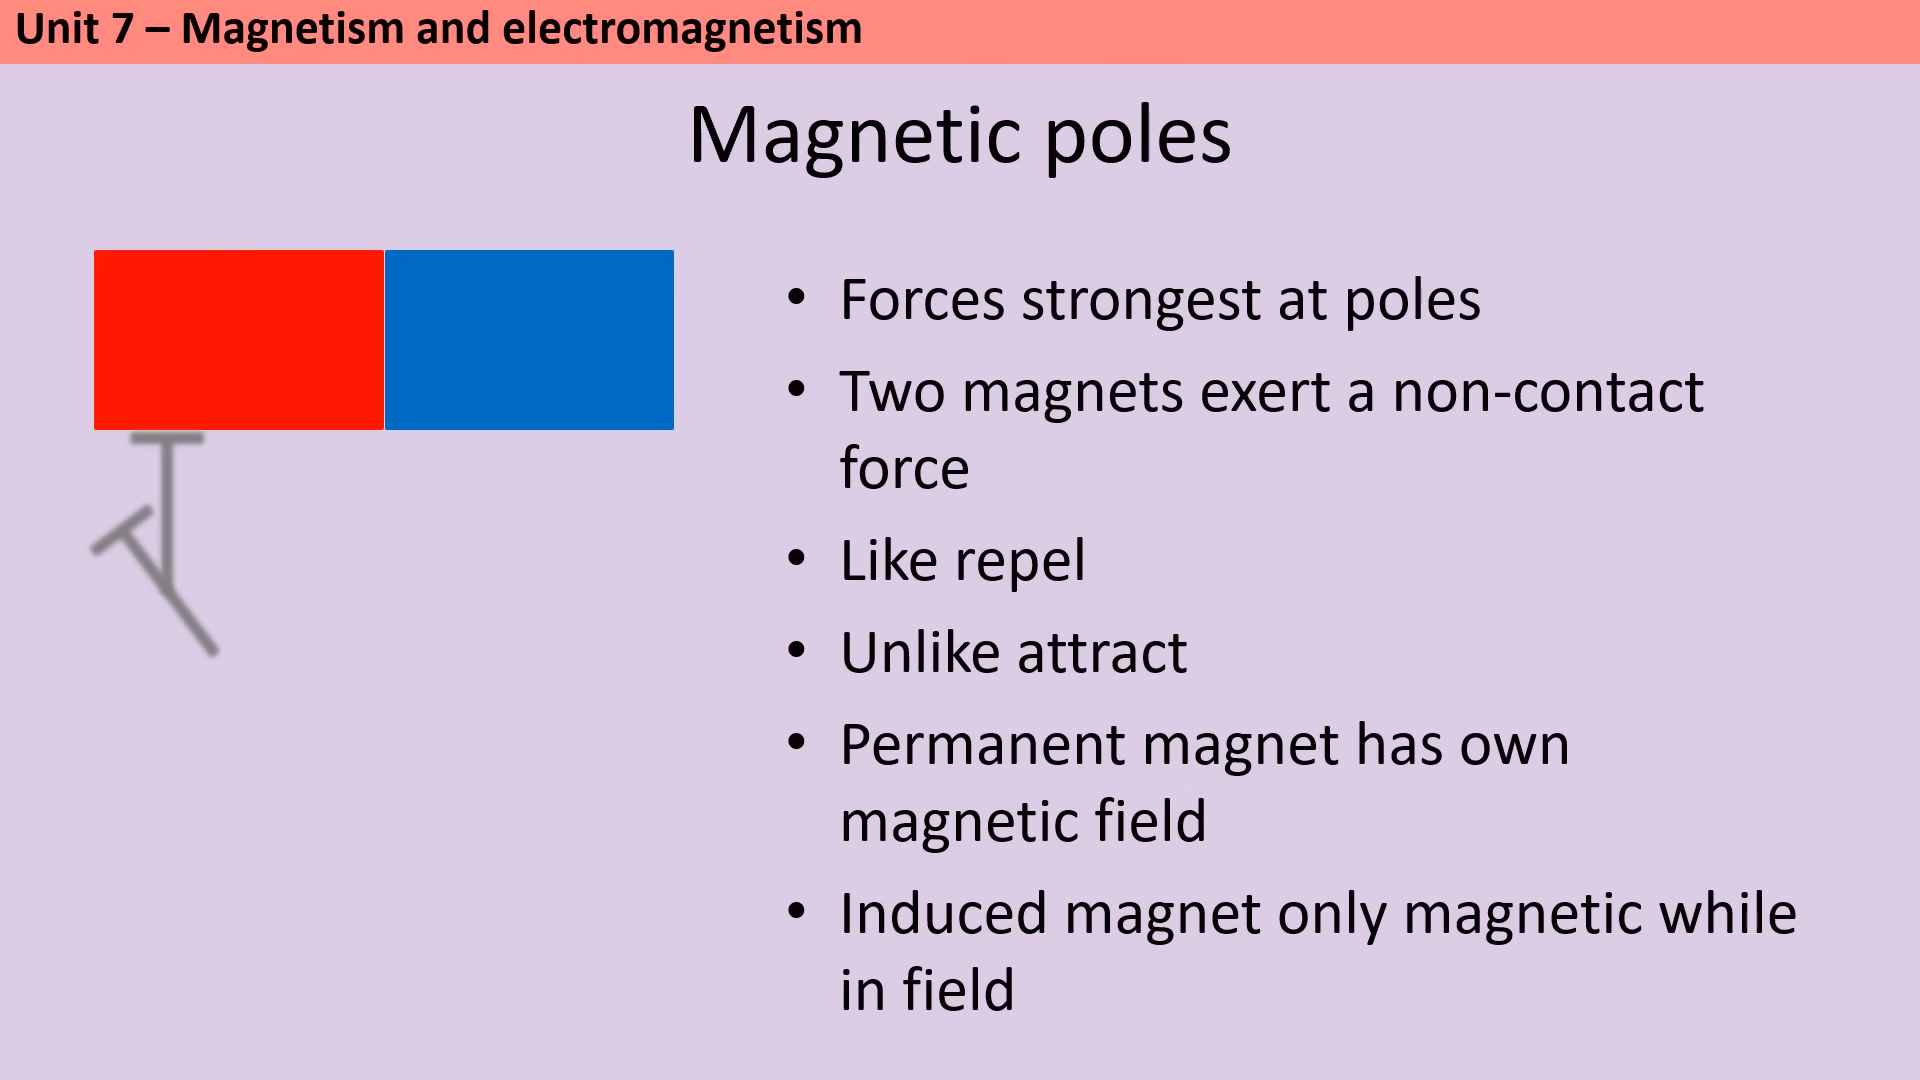 Unit 7 – Magnetism and electromagnetism
Magnetic poles
• Forces strongest at poles
• Two magnets exert a non-contact
force
• Like repel
• Unlike attract
• Permanent magnet has own
magnetic field
• Induced magnet only magnetic while
in field